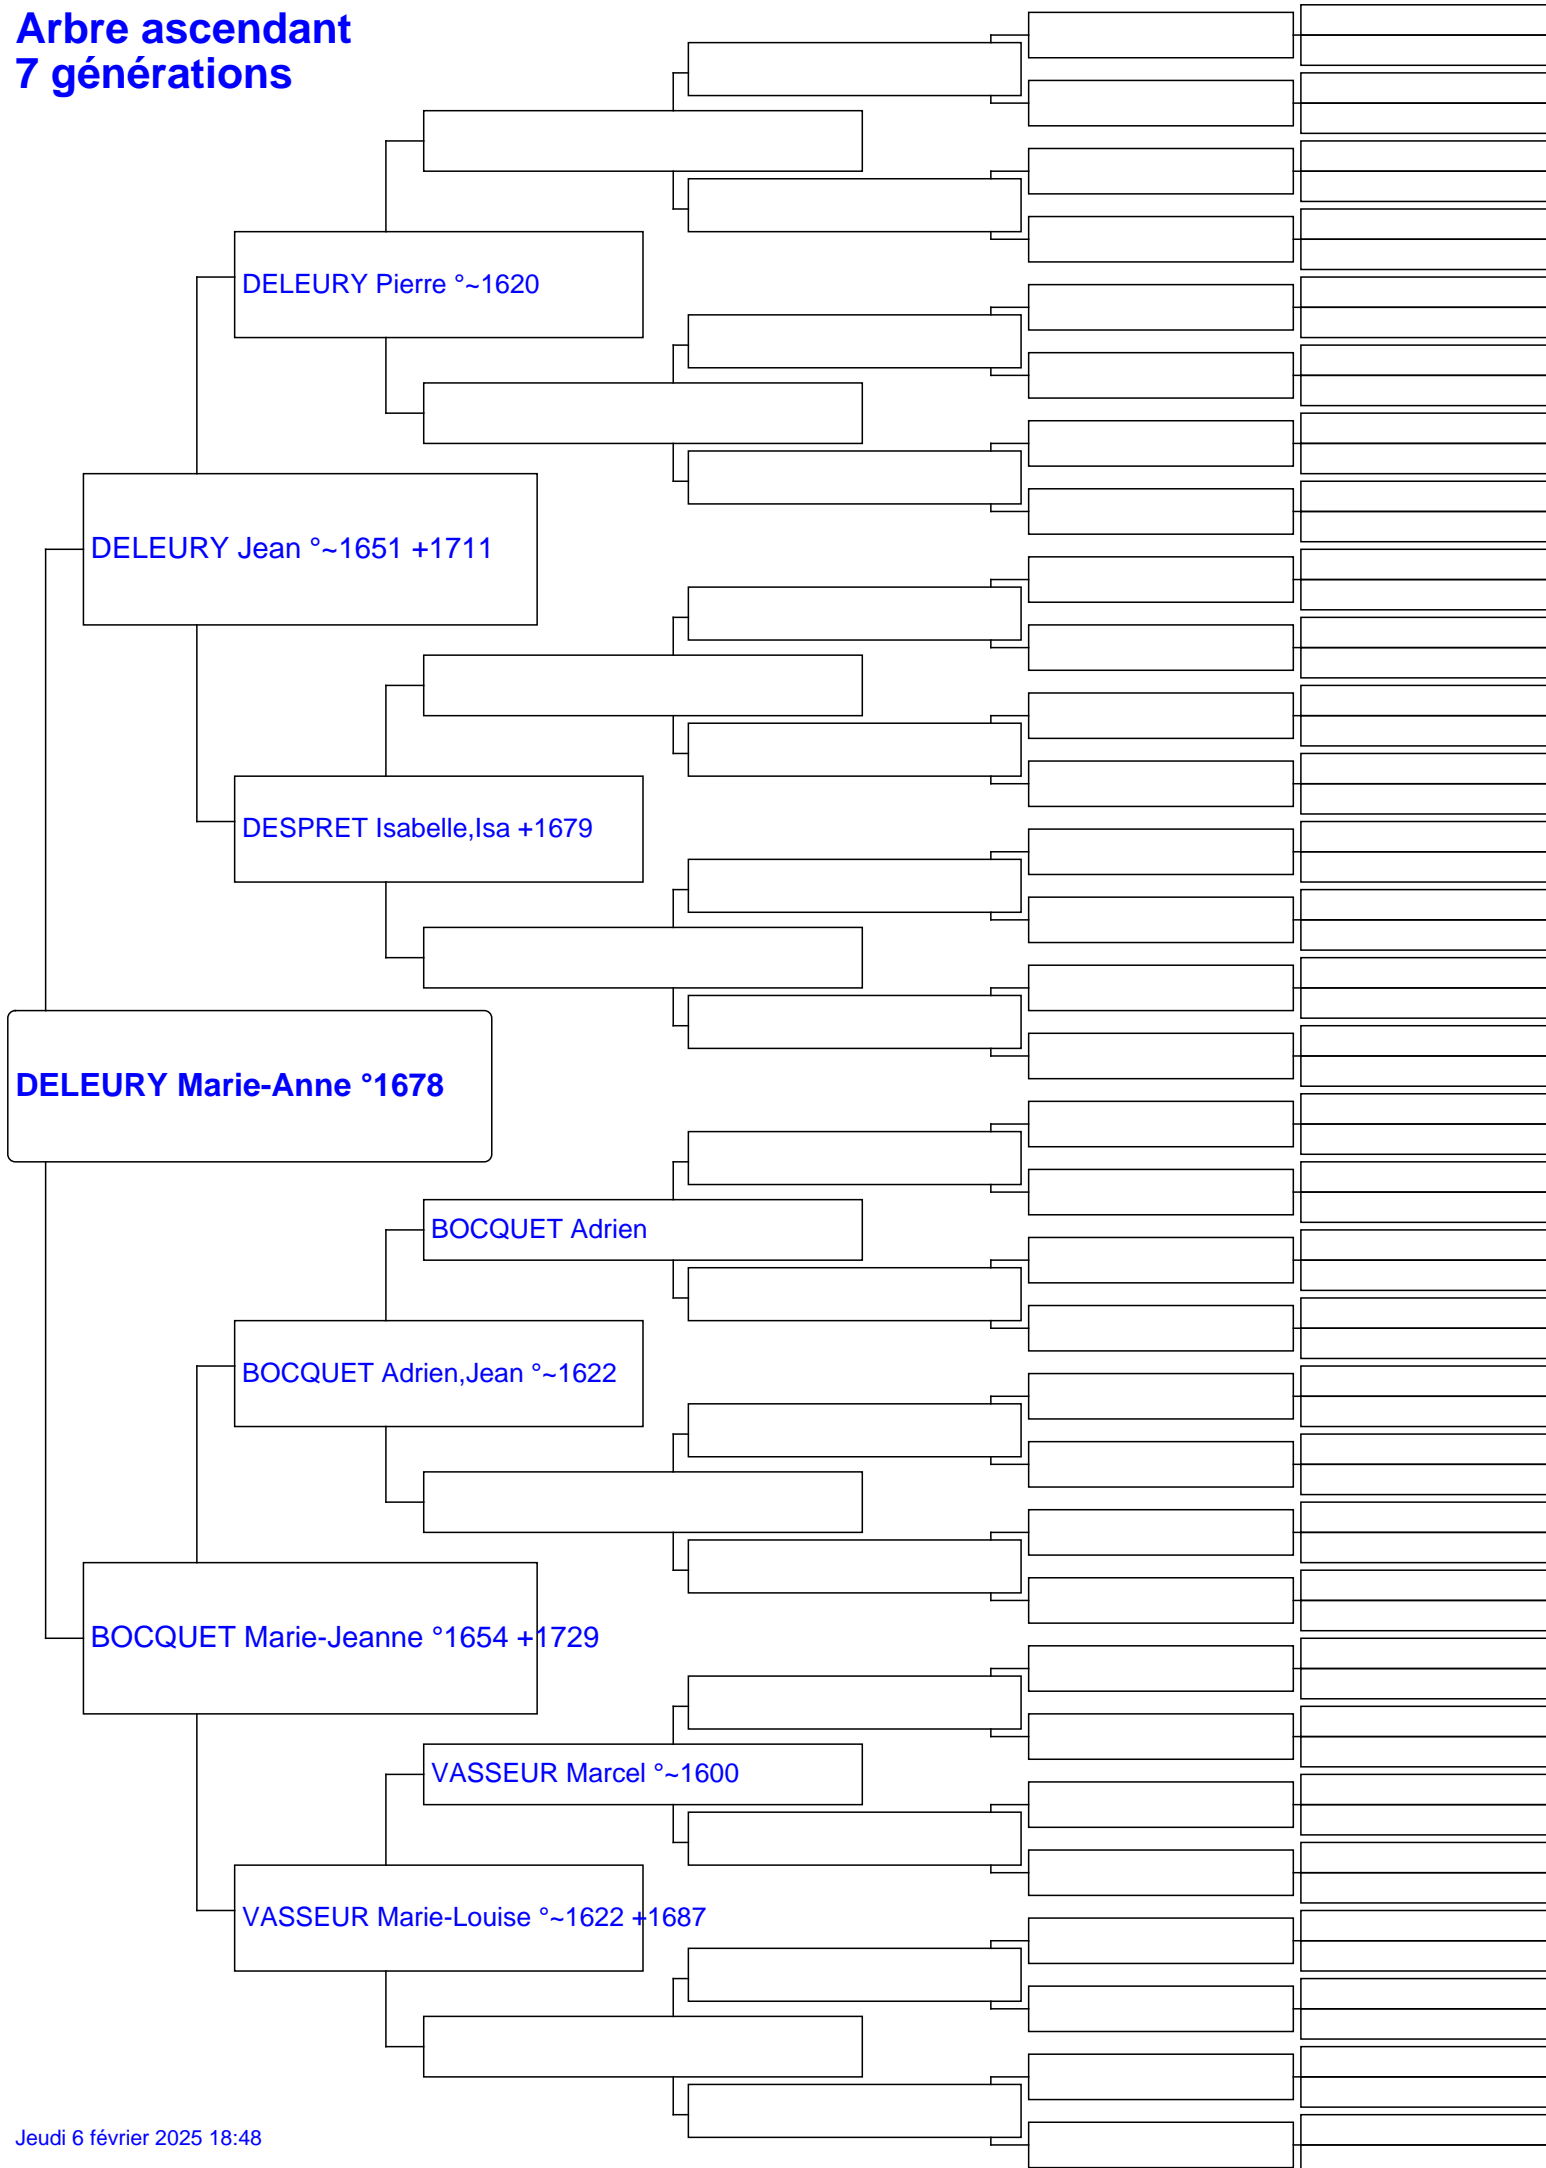 Arbre ascendant
7 générations
DELEURY Pierre °~1620
DELEURY Jean °~1651 +1711
DESPRET Isabelle,Isa +1679
DELEURY Marie-Anne °1678
BOCQUET Adrien
BOCQUET Adrien,Jean °~1622
BOCQUET Marie-Jeanne °1654 +1729
VASSEUR Marcel °~1600
VASSEUR Marie-Louise °~1622 +1687
Jeudi 6 février 2025 18:48